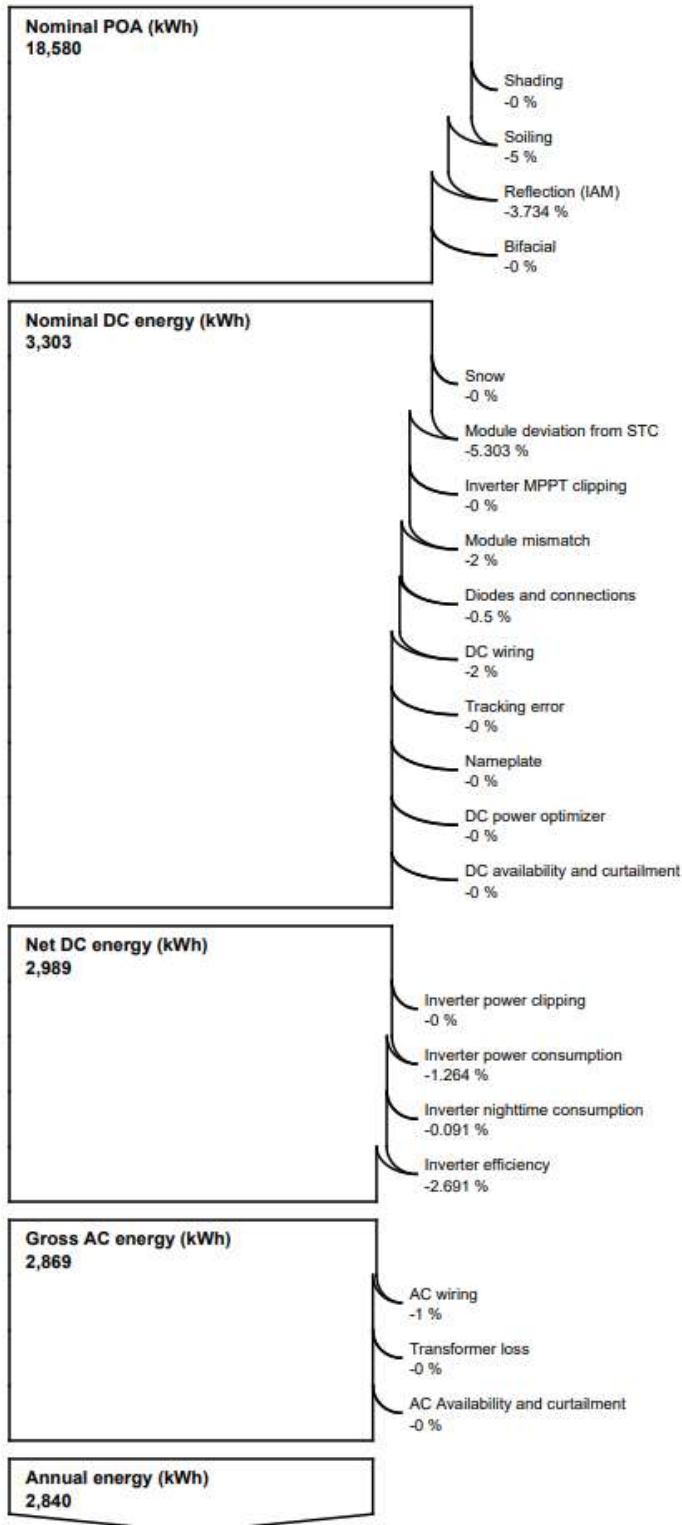 Nominal POA (kWh)
18,580
Shading
-0 %
Soiling
-5 %
Reflection (IAM)
-3.734 %
Bifacial
-0 %
Nominal DC energy (kWh)
3,303
Snow
-0 %
Module deviation from STC
-5.303 %
Inverter MPPT clipping
-0 %
Module mismatch
-2 %
Diodes and connections
-0.5 %
DC wiring
-2 %
Tracking error
-0 %
Nameplate
-0 %
DC power optimizer
-0 %
DC availability and curtailment
-0 %
Net DC energy (kWh)
2,989
Inverter power clipping
-0 %
Inverter power consumption
-1.264 %
Inverter nighttime consumption
-0.091 %
Inverter efficiency
-2.691 %
Gross AC energy (kWh)
2,869
AC wiring
-1 %
Transformer loss
-0 %
AC Availability and curtailment
-0 %
Annual energy (kWh)
2,840